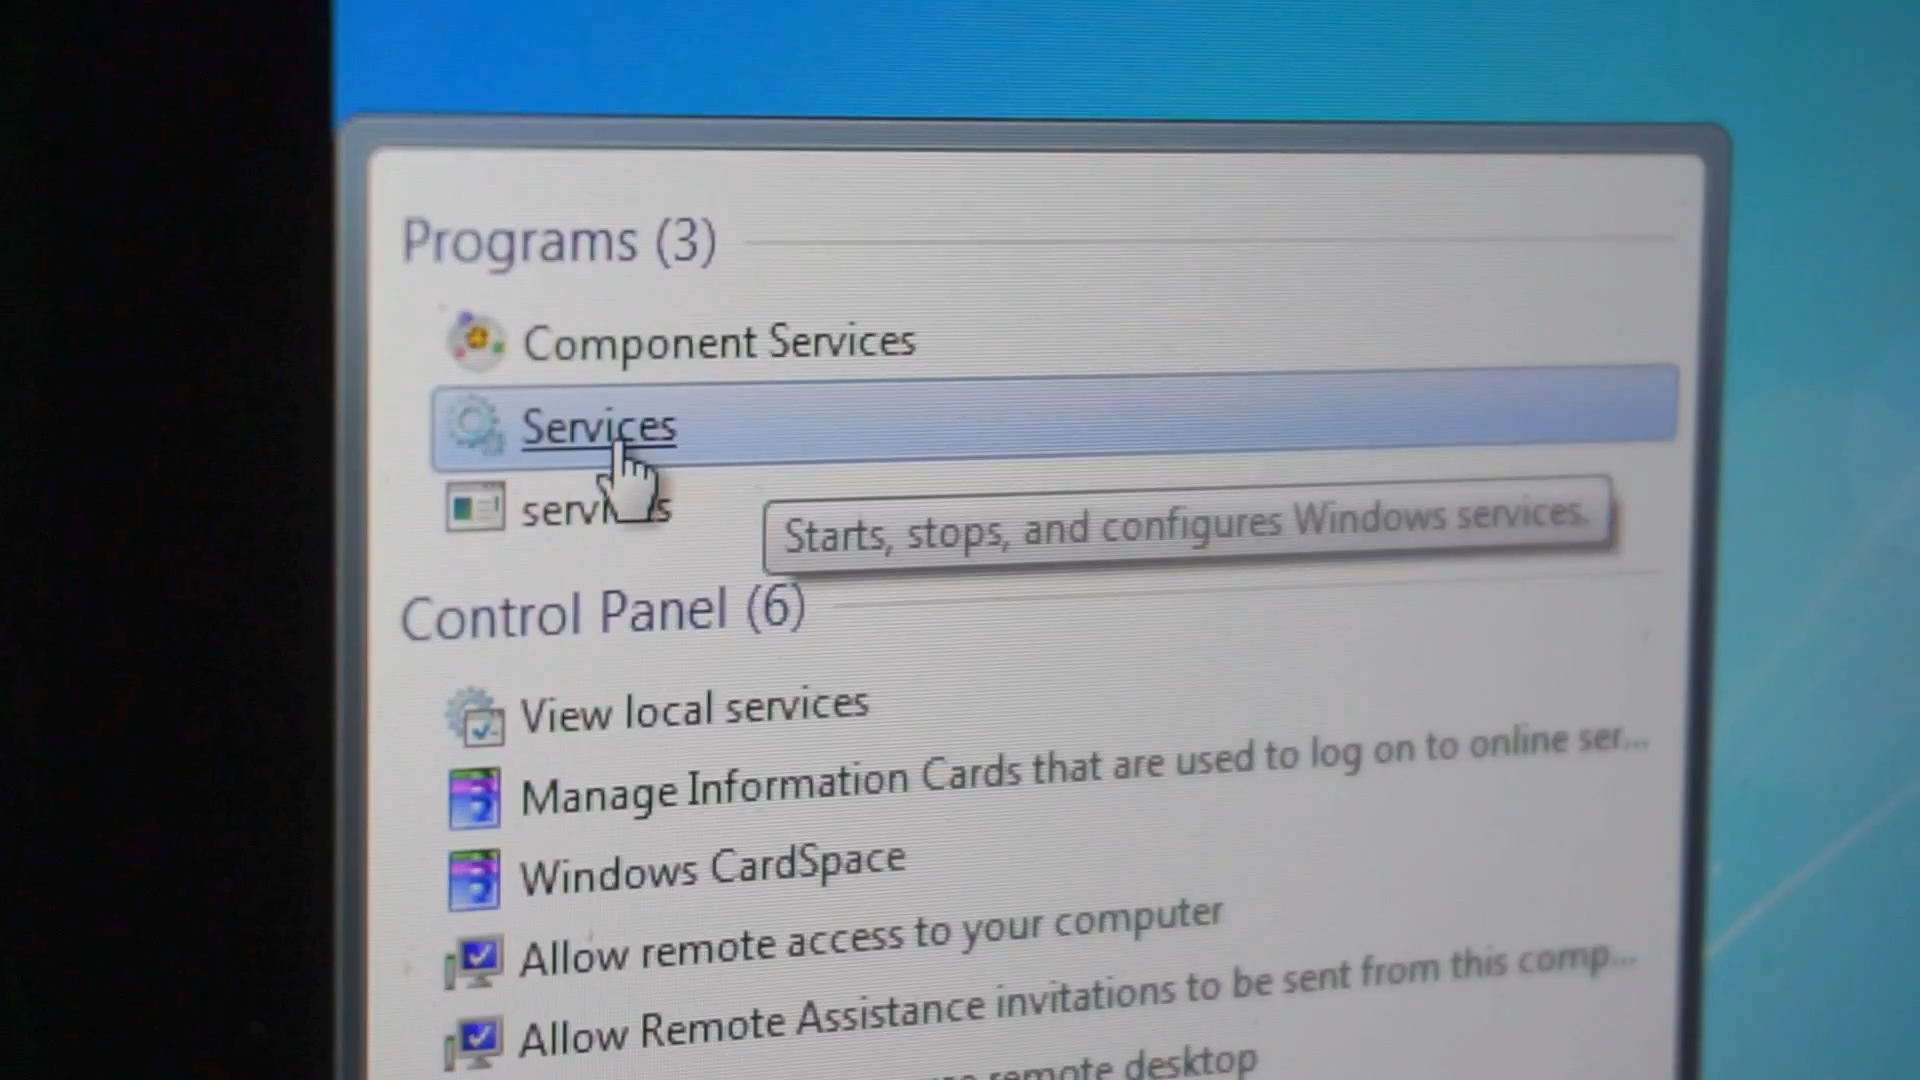 Programs (3)
Component Services
Services
services
Starts, stops, and configures Windows services.
Control Panel (6)
View local services
Manage Information Cards that are used to log on to online ser...
Windows CardSpace
Allow remote access to your computer
Allow Remote Assistance invitations to be sent from this comp...
remote desktop